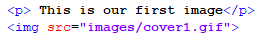 <p> This is our first image</p>
<img src="images/cover1.gif">